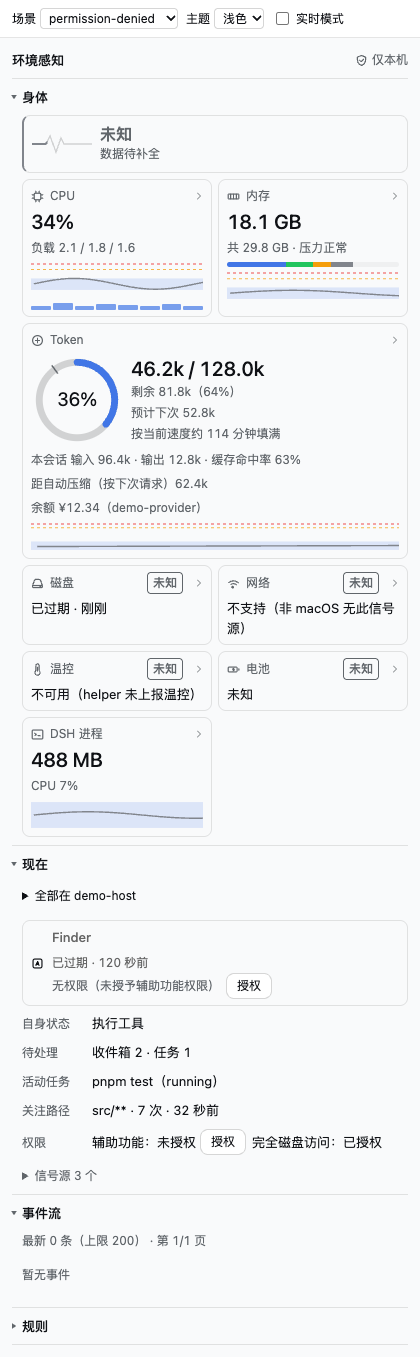 场景 permission-denied 主题 浅色 实时模式
环境感知 仅本机
身体
未知
数据待补全
CPU
34%
负载 2.1 / 1.8 / 1.6
内存
18.1 GB
共 29.8 GB · 压力正常
Token
36%
46.2k / 128.0k
剩余 81.8k（64%）
预计下次 52.8k
按当前速度约 114 分钟填满
本会话 输入 96.4k · 输出 12.8k · 缓存命中率 63%
距自动压缩（按下次请求）62.4k
余额 ¥12.34（demo-provider）
磁盘 未知
已过期 · 刚刚
网络 未知
不支持（非 macOS 无此信号
源）
温控 未知
不可用（helper 未上报温控）
电池 未知
未知
DSH 进程
488 MB
CPU 7%
现在
全部在 demo-host
Finder
已过期 · 120 秒前
无权限（未授予辅助功能权限） 授权
自身状态 执行工具
待处理 收件箱 2 · 任务 1
活动任务 pnpm test（running）
关注路径 src/** · 7 次 · 32 秒前
权限 辅助功能：未授权 授权 完全磁盘访问：已授权
信号源 3 个
事件流
最新 0 条（上限 200） · 第 1/1 页
暂无事件
规则